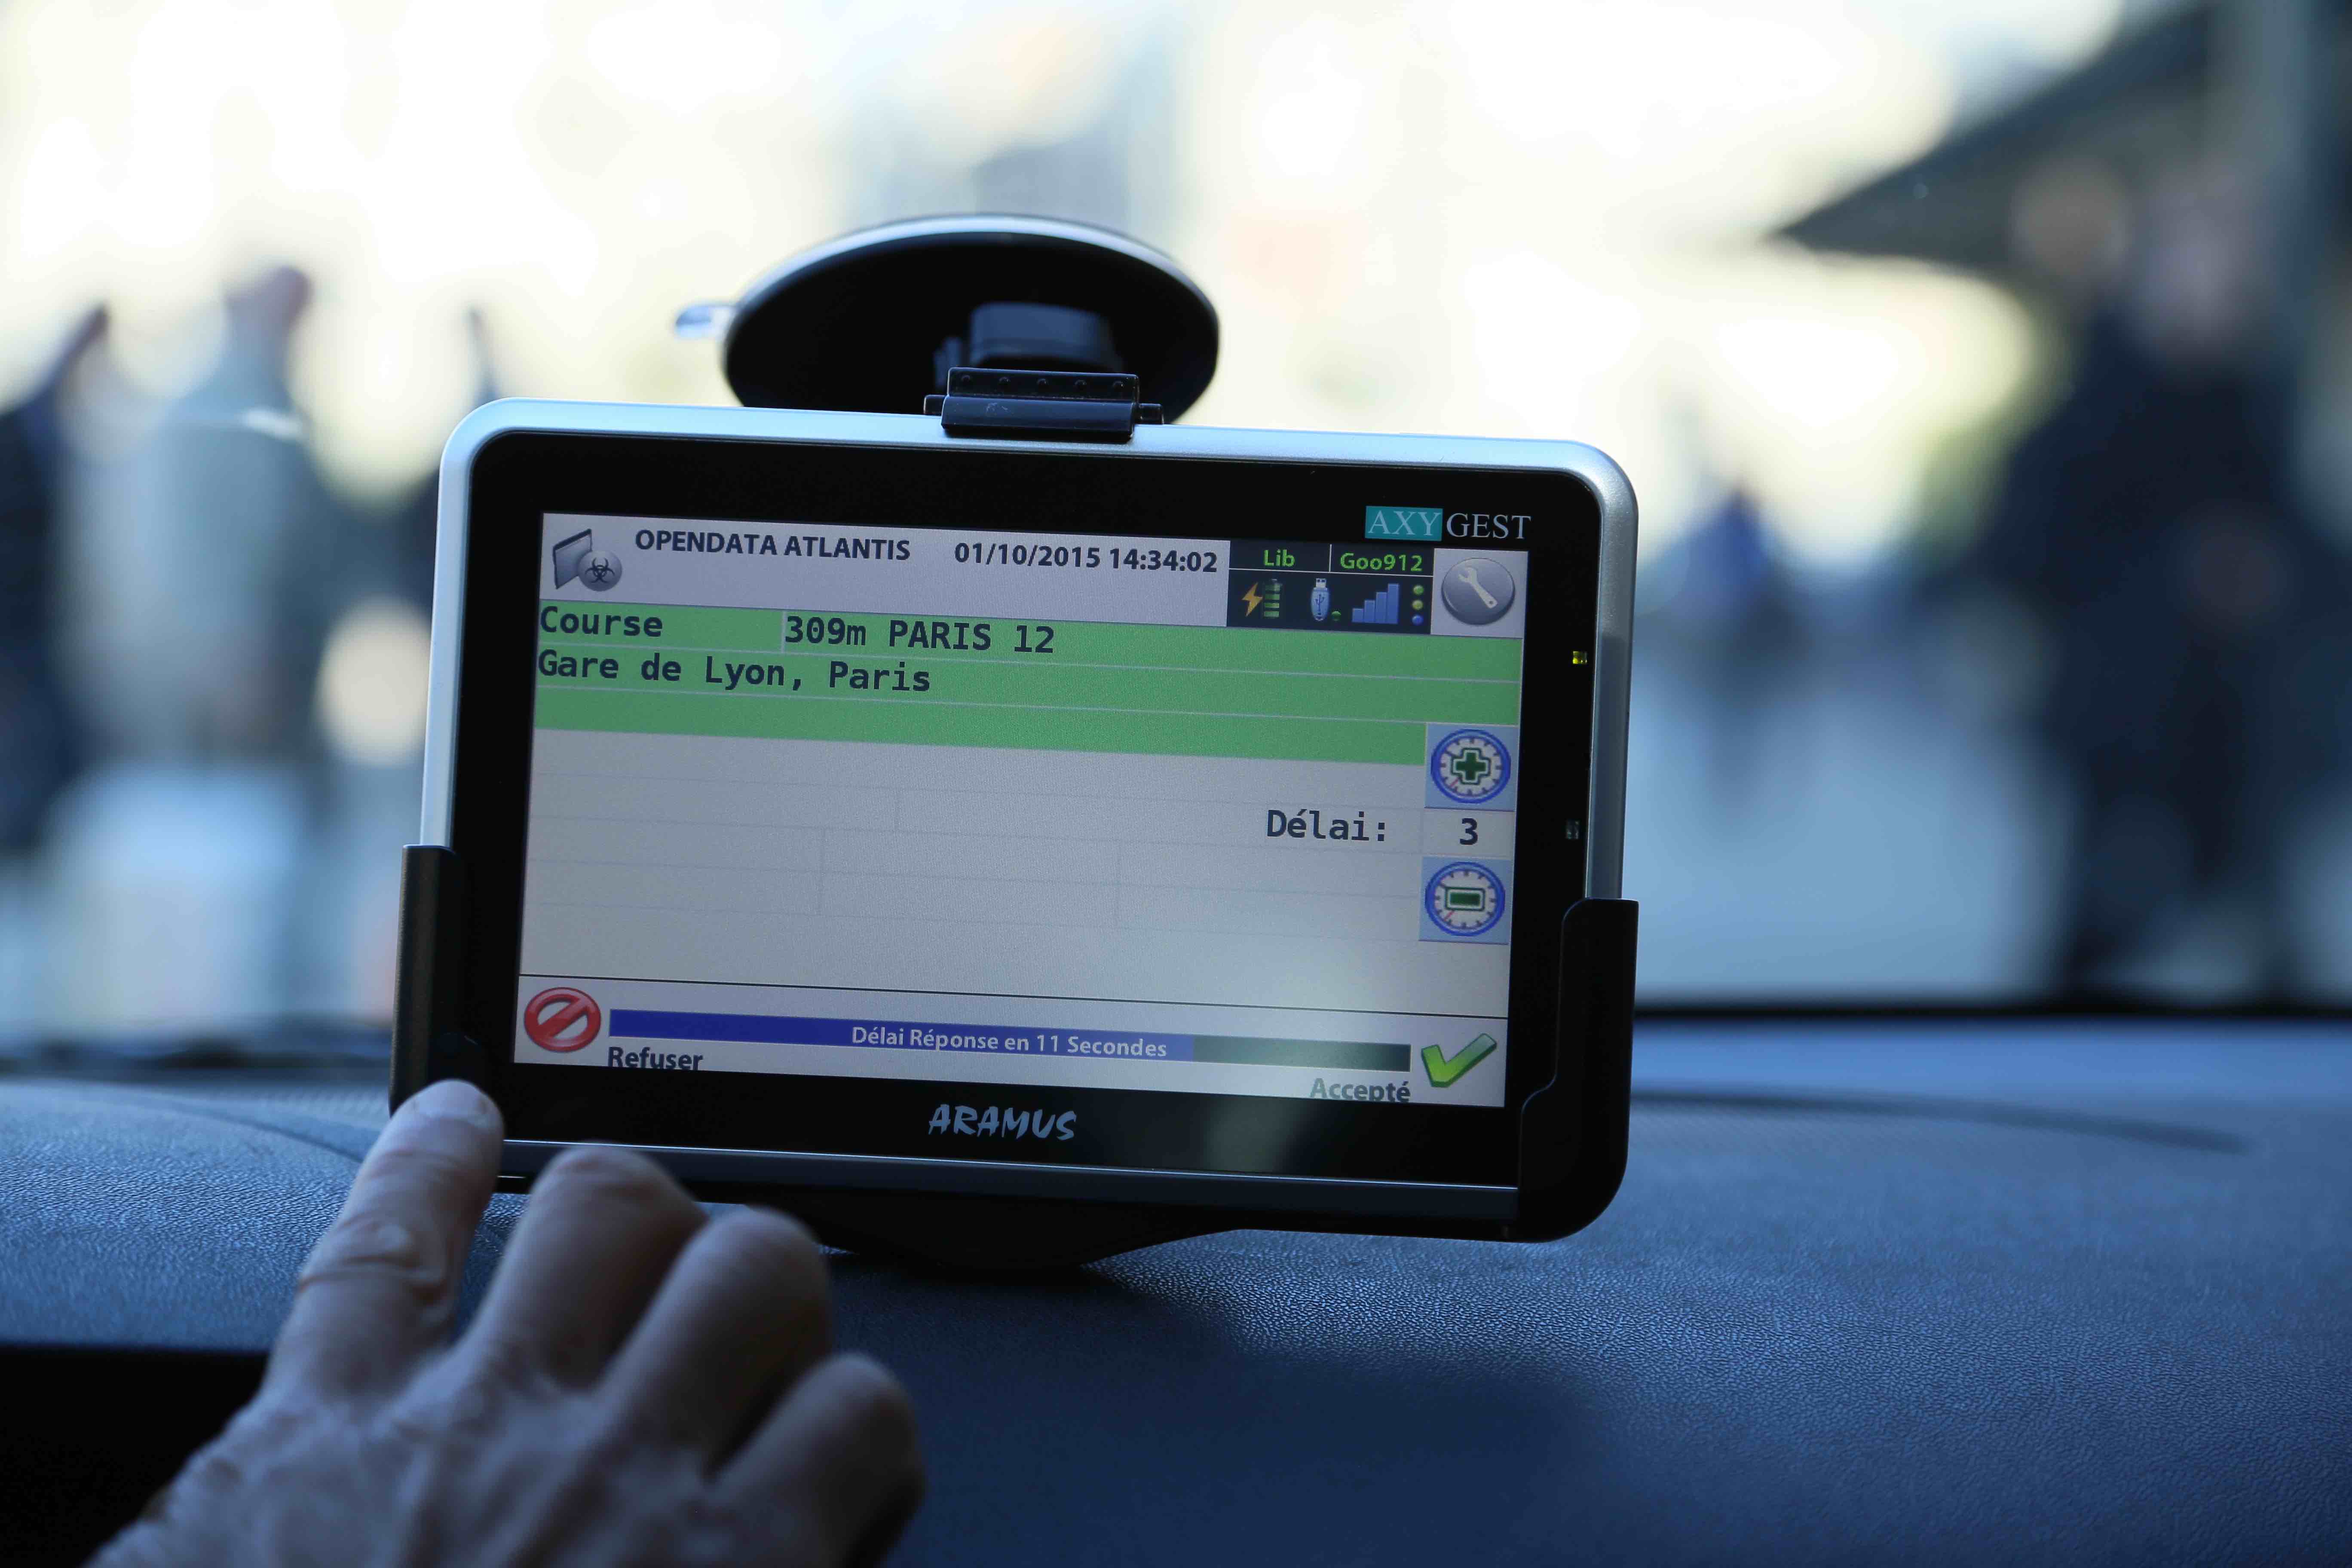 AXYGEST
OPENDATA ATLANTIS 01/10/2015 14:34:02 Lib Goo912
Course 309m PARIS 12
Gare de Lyon, Paris
Délai: 3
Délai Réponse en 11 Secondes
Refuser
Accepté
ARAMUS